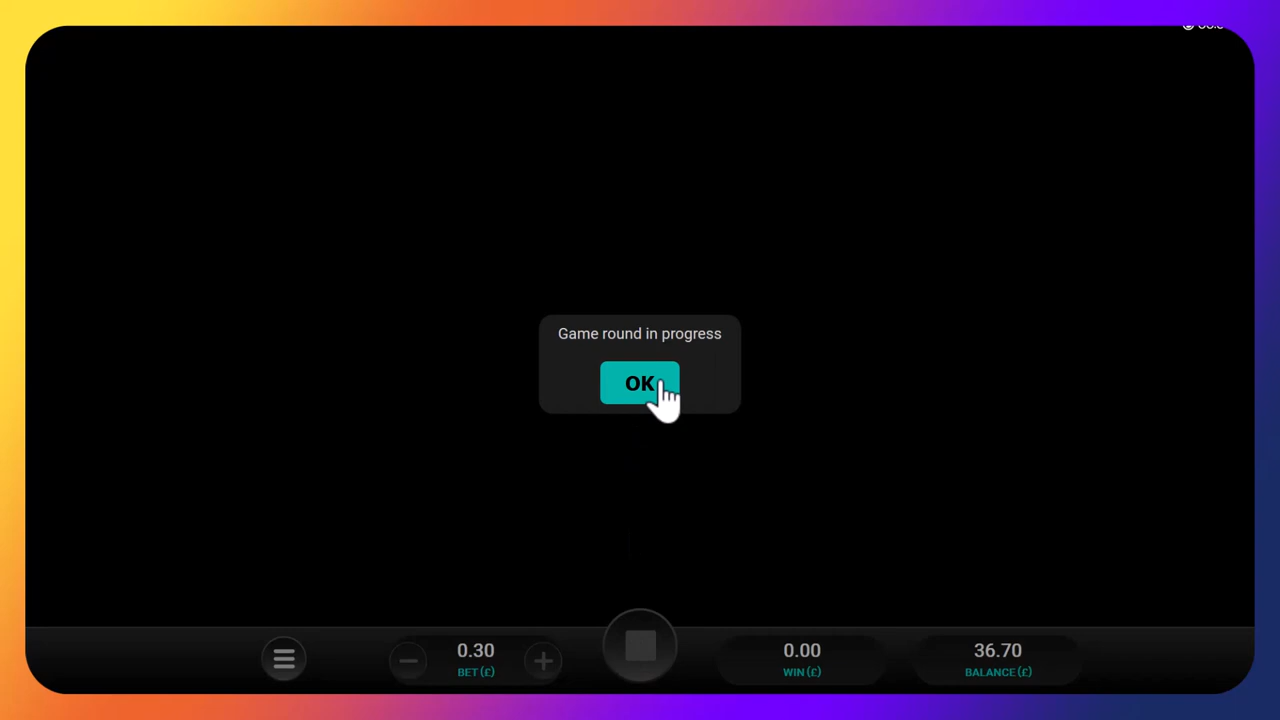 Game round in progress
OK
0.30
BET (£)
0.00
WIN (£)
36.70
BALANCE (£)